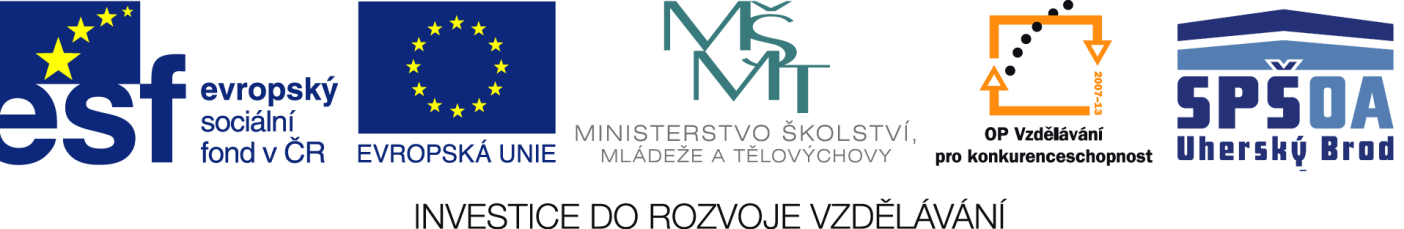 esf
evropský
sociální
fond v ČR
EVROPSKÁ UNIE
MŠMT
MINISTERSTVO ŠKOLSTVÍ,
MLÁDEŽE A TĚLOVÝCHOVY
2007-13
OP Vzdělávání
pro konkurenceschopnost
SPŠOA
Uherský Brod
INVESTICE DO ROZVOJE VZDĚLÁVÁNÍ